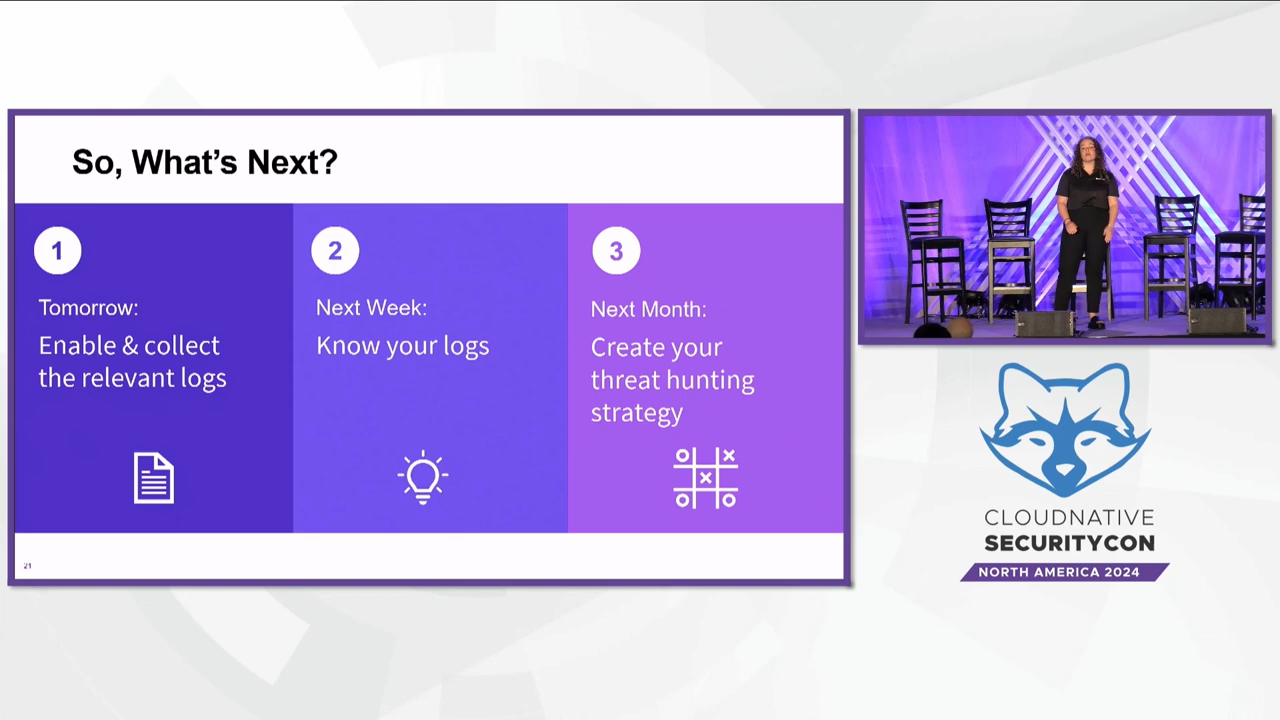 So, What's Next?
1
Tomorrow:
Enable & collect
the relevant logs
2
Next Week:
Know your logs
3
Next Month:
Create your
threat hunting
strategy
21
CLOUDNATIVE
SECURITYCON
NORTH AMERICA 2024